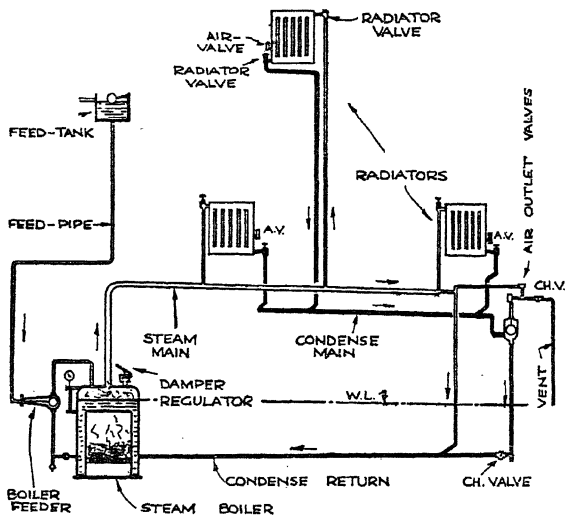 RADIATOR
VALVE
AIR-
VALVE
RADIATOR
VALVE
FEED-TANK
AIR OUTLET VALVES
RADIATORS
FEED-PIPE
A.V.
A.V.
CH.V.
STEAM
MAIN
CONDENSE
MAIN
DAMPER
REGULATOR
W.L.
VENT
BOILER
FEEDER
STEAM BOILER
CONDENSE RETURN
CH. VALVE